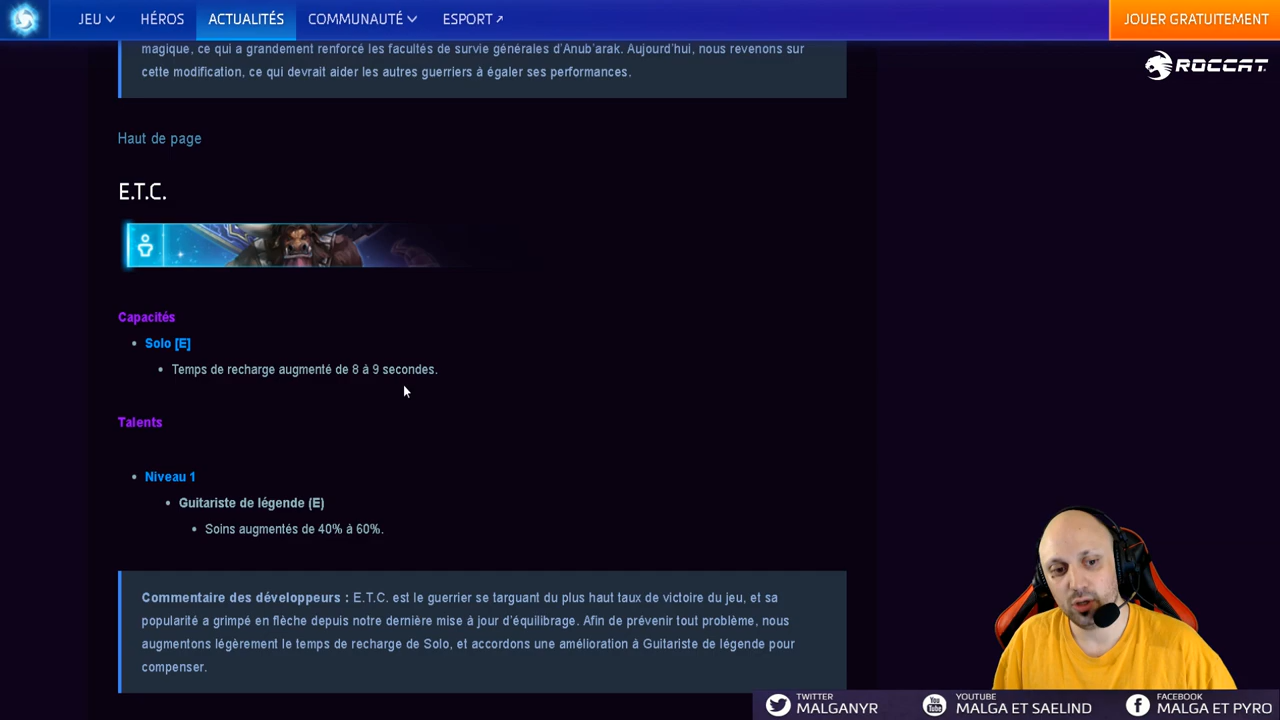 JEU HÉROS ACTUALITÉS COMMUNAUTÉ ESPORT JOUER GRATUITEMENT
magique, ce qui a grandement renforcé les facultés de survie générales d'Anub'arak. Aujourd'hui, nous revenons sur
cette modification, ce qui devrait aider les autres guerriers à égaler ses performances.
ROCCAT
Haut de page
E.T.C.
Capacités
Solo [E]
Temps de recharge augmenté de 8 à 9 secondes.
Talents
Niveau 1
Guitariste de légende (E)
Soins augmentés de 40% à 60%.
Commentaire des développeurs : E.T.C. est le guerrier se targuant du plus haut taux de victoire du jeu, et sa
popularité a grimpé en flèche depuis notre dernière mise à jour d'équilibrage. Afin de prévenir tout problème, nous
augmentons légèrement le temps de recharge de Solo, et accordons une amélioration à Guitariste de légende pour
compenser.
TWITTER
MALGANYR
YOUTUBE
MALGA ET SAELIND
FACEBOOK
MALGA ET PYRO